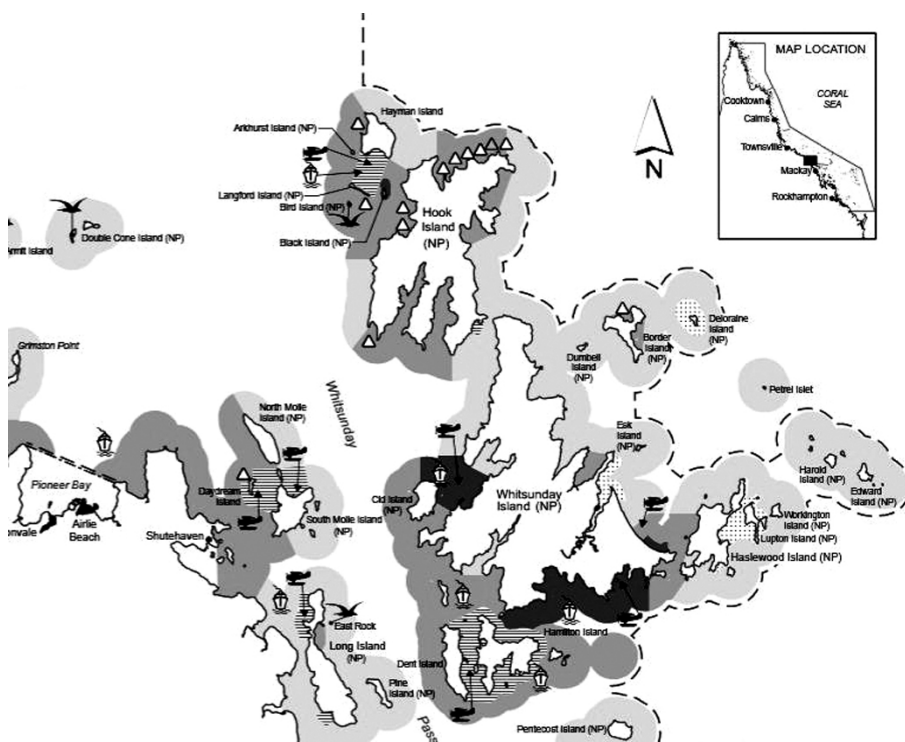 MAP LOCATION
CORAL
SEA
Cooktown
Cairns
Townsville
Mackay
Rockhampton
N
Hayman Island
Arkhurst Island (NP)
Langford Island (NP)
Bird Island (NP)
Black Island (NP)
Hook
Island
(NP)
Double Cone Island (NP)
Armit Island
Grimston Point
Deloraine
Island
(NP)
Border
Island
(NP)
Dumbell
Island
(NP)
Petrel Islet
Whitsunday
North Molle
Island (NP)
Esk
Island
(NP)
Harold
Island (NP)
Edward
Island (NP)
Pioneer Bay
Daydream
Island
Cid Island
(NP)
Whitsunday
Island (NP)
South Molle Island
(NP)
Workington
Island (NP)
Lupton Island (NP)
Haslewood Island (NP)
onvale
Airlie
Beach
Shutehaven
East Rock
Long Island
(NP)
Hamilton Island
Dent Island
Pine
Island (NP)
Pass
Pentecost Island (NP)